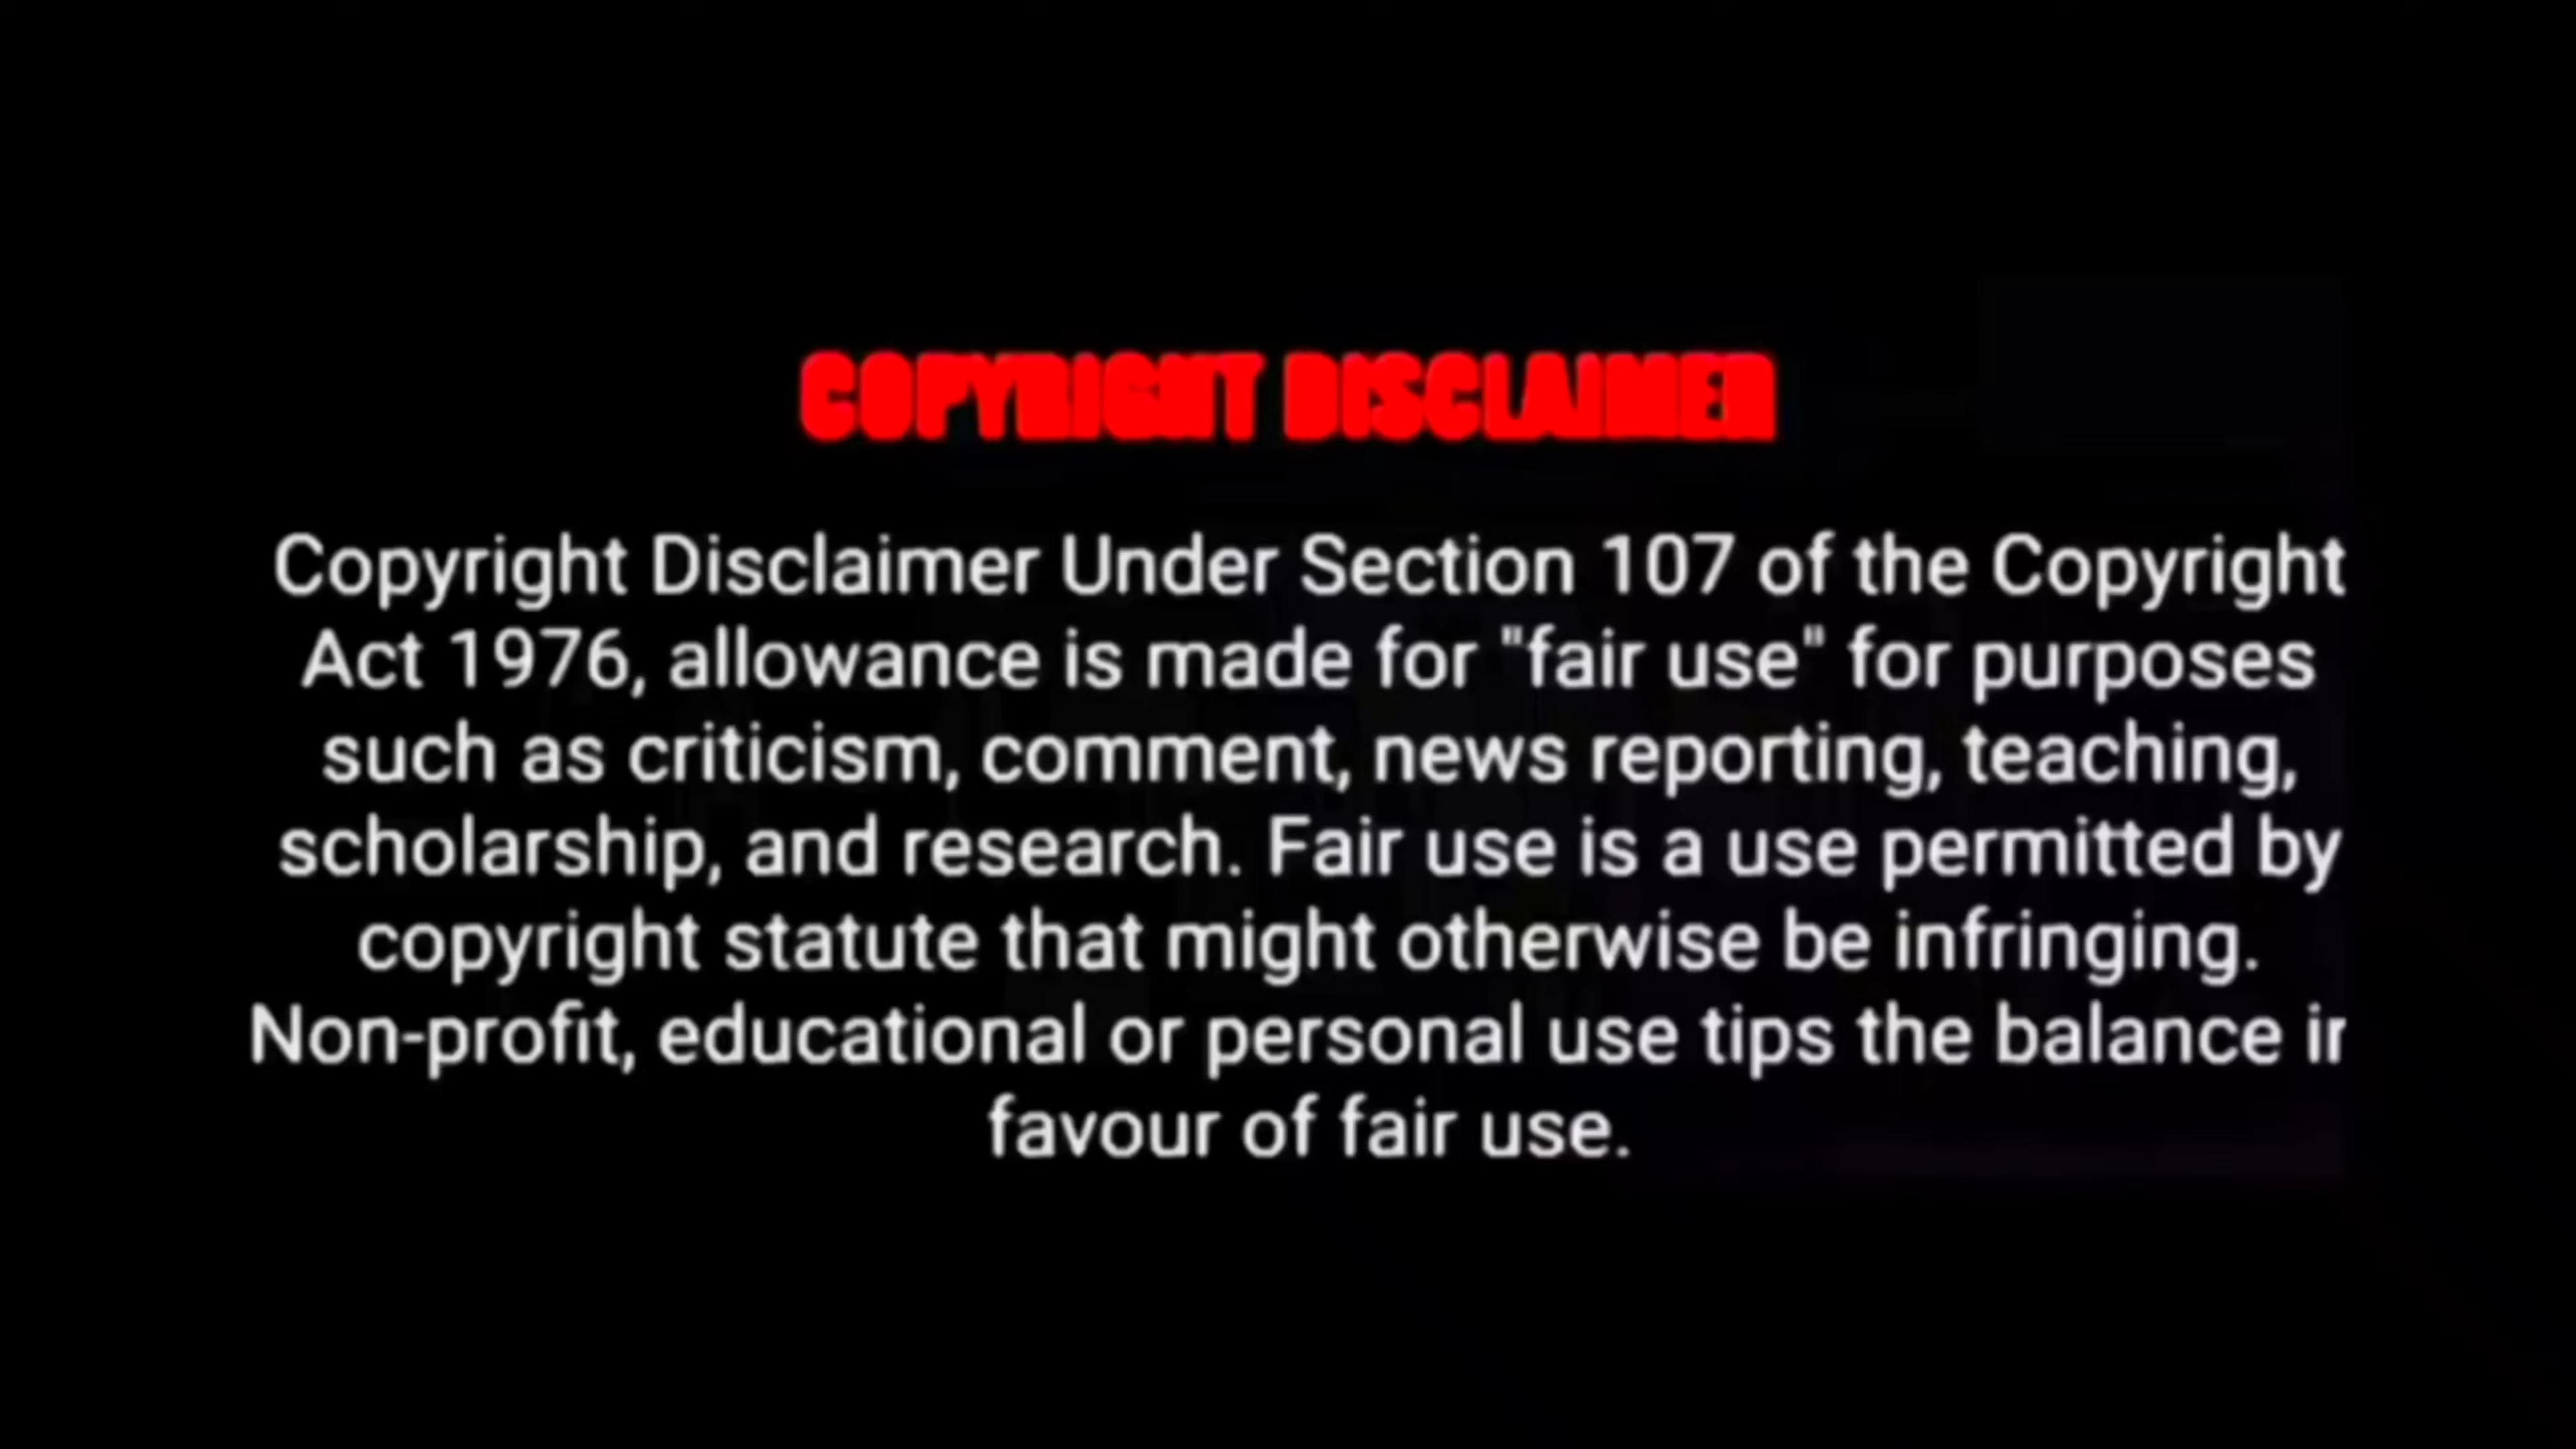 COPYRIGHT DISCLAIMER
Copyright Disclaimer Under Section 107 of the Copyright
Act 1976, allowance is made for "fair use" for purposes
such as criticism, comment, news reporting, teaching,
scholarship, and research. Fair use is a use permitted by
copyright statute that might otherwise be infringing.
Non-profit, educational or personal use tips the balance in
favour of fair use.